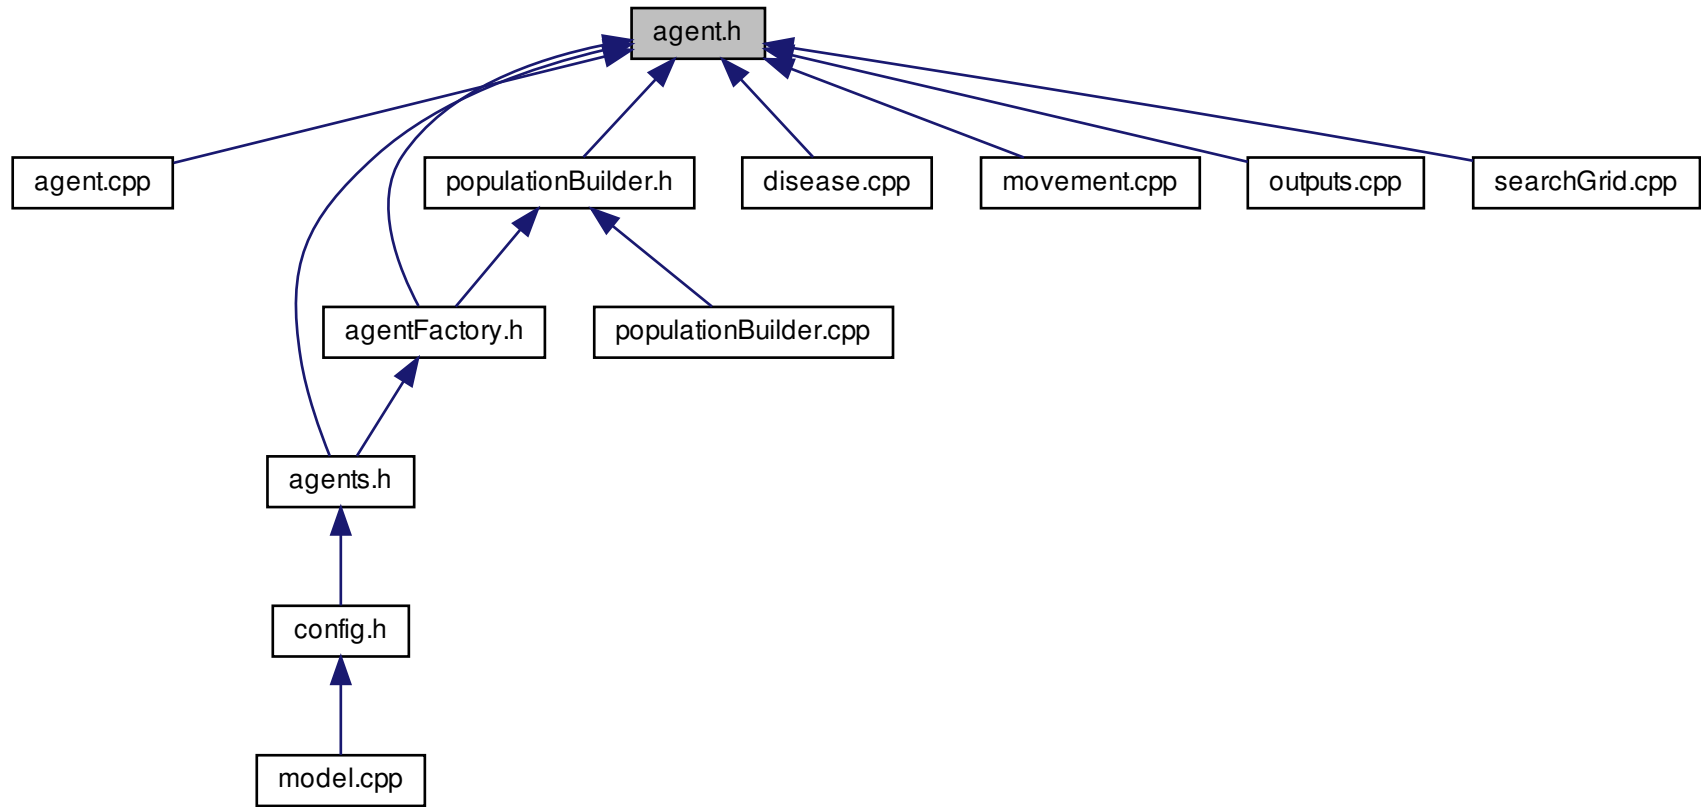 agent.h
agent.cpp
populationBuilder.h
disease.cpp
movement.cpp
outputs.cpp
searchGrid.cpp
agentFactory.h
populationBuilder.cpp
agents.h
config.h
model.cpp